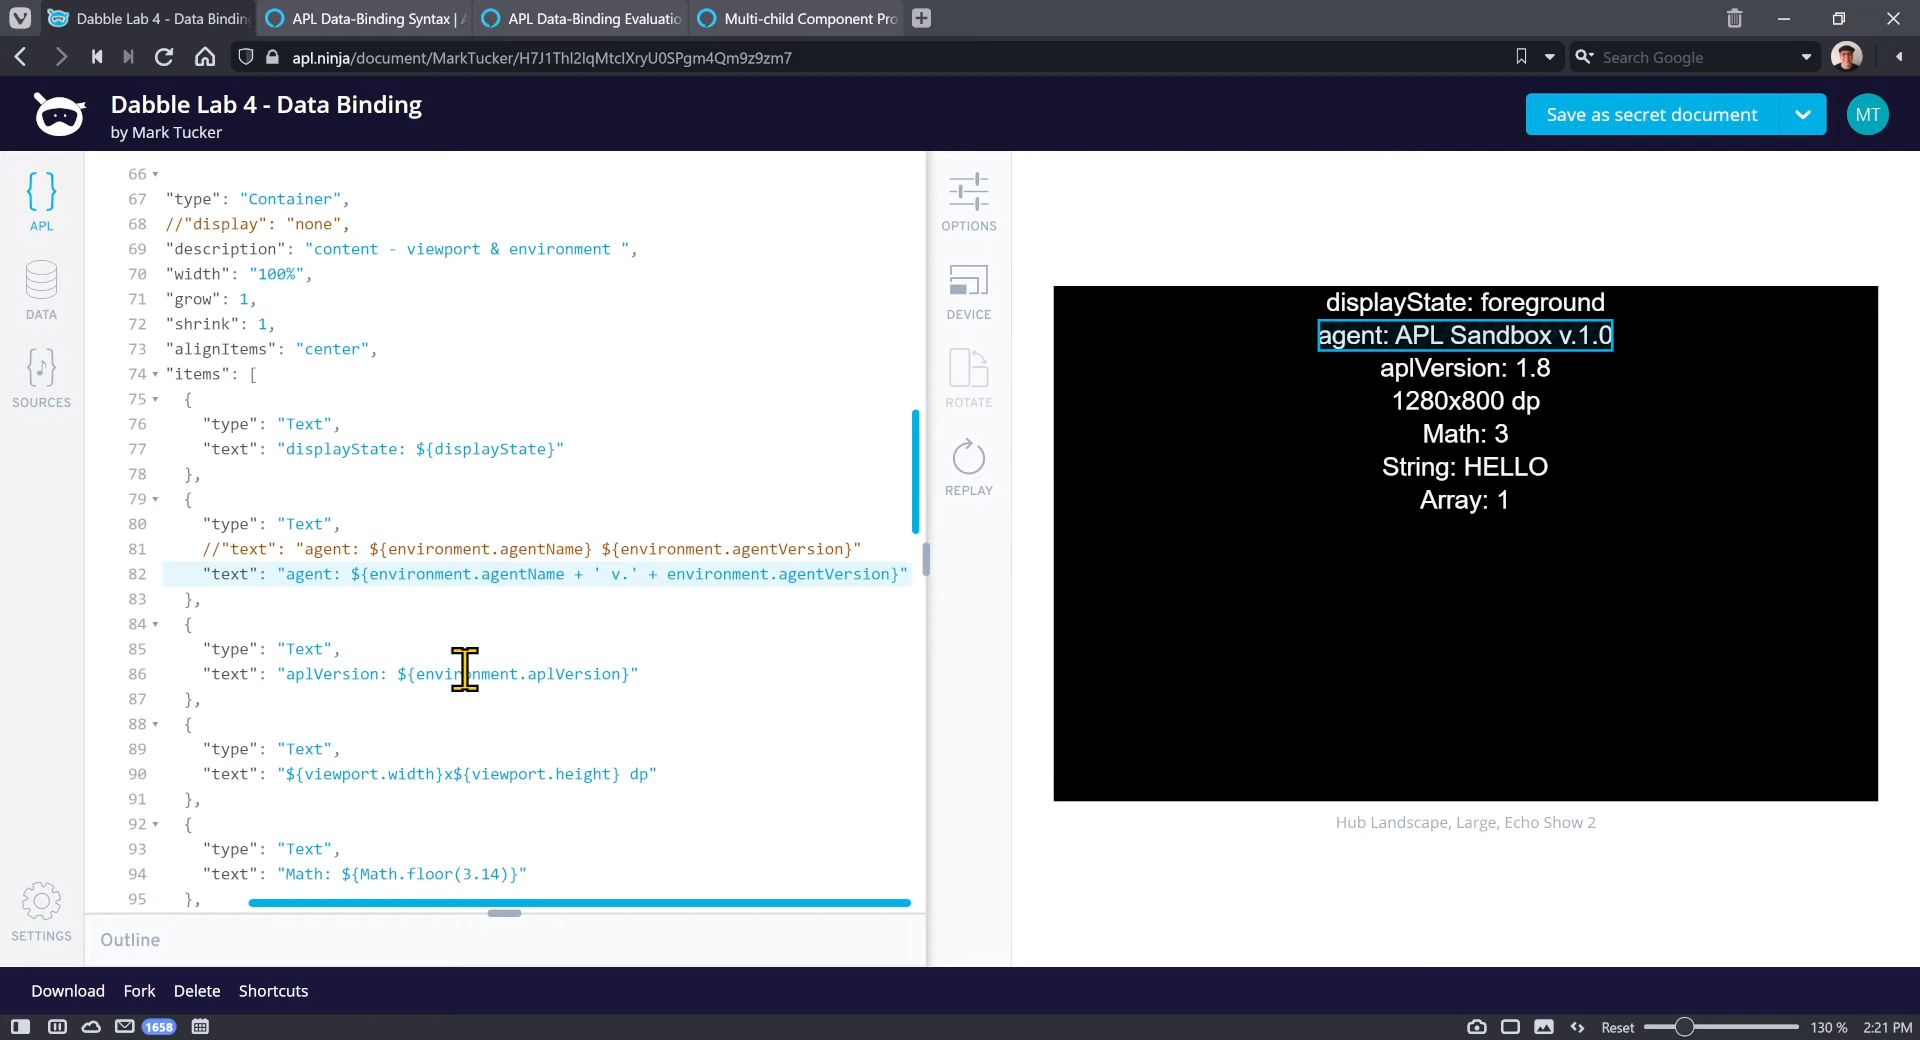 Dabble Lab 4 - Data Bindin
APL Data-Binding Syntax |
APL Data-Binding Evaluatio
Multi-child Component Pro
apl.ninja/document/MarkTucker/H7J1Thl2lqMtclXryU0SPgm4Qm9z9zm7
Search Google
Dabble Lab 4 - Data Binding
by Mark Tucker
Save as secret document
MT
APL
DATA
SOURCES
SETTINGS
66
67 "type": "Container",
68 //"display": "none",
69 "description": "content - viewport & environment ",
70 "width": "100%",
71 "grow": 1,
72 "shrink": 1,
73 "alignItems": "center",
74 "items": [
75 {
76 "type": "Text",
77 "text": "displayState: ${displayState}"
78 },
79 {
80 "type": "Text",
81 //"text": "agent: ${environment.agentName} ${environment.agentVersion}"
82 "text": "agent: ${environment.agentName + ' v.' + environment.agentVersion}"
83 },
84 {
85 "type": "Text",
86 "text": "aplVersion: ${environment.aplVersion}"
87 },
88 {
89 "type": "Text",
90 "text": "${viewport.width}x${viewport.height} dp"
91 },
92 {
93 "type": "Text",
94 "text": "Math: ${Math.floor(3.14)}"
95 },
Outline
OPTIONS
DEVICE
ROTATE
REPLAY
displayState: foreground
agent: APL Sandbox v.1.0
aplVersion: 1.8
1280x800 dp
Math: 3
String: HELLO
Array: 1
Hub Landscape, Large, Echo Show 2
Download Fork Delete Shortcuts
1658
Reset
130 %
2:21 PM